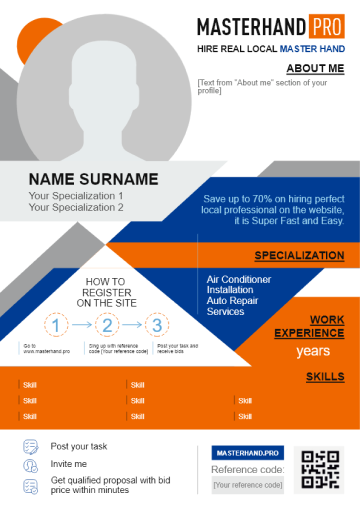 MASTERHAND PRO
HIRE REAL LOCAL MASTER HAND
ABOUT ME
[Text from "About me" section of your
profile]
NAME SURNAME
Your Specialization 1
Your Specialization 2
Save up to 70% on hiring perfect
local professional on the website,
it is Super Fast and Easy.
SPECIALIZATION
Air Conditioner
Installation
Auto Repair
Services
HOW TO
REGISTER
ON THE SITE
1 2 3
Go to
www.masterhand.pro
Sing up with reference
code [Your reference code]
Post your task and
receive bids
WORK
EXPERIENCE
years
SKILLS
Skill Skill
Skill Skill Skill
Skill Skill Skill
Post your task
Invite me
Get qualified proposal with bid
price within minutes
MASTERHAND.PRO
Reference code:
[Your reference code]